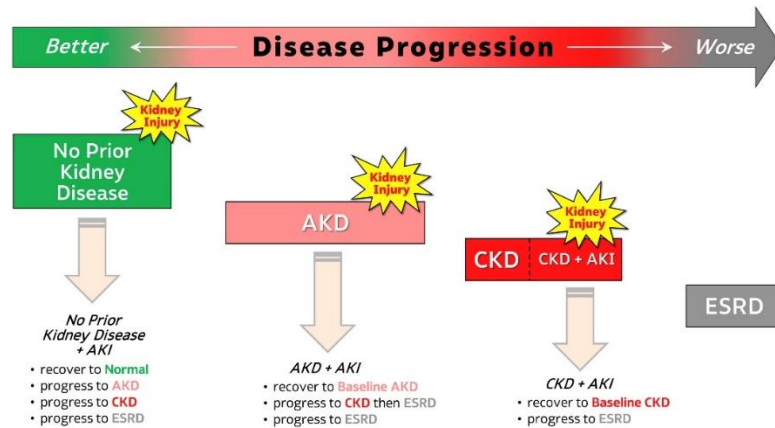 Better
Disease Progression
Worse
Kidney
Injury
No Prior
Kidney
Disease
Kidney
Injury
AKD
Kidney
Injury
CKD
CKD + AKI
ESRD
No Prior
Kidney Disease
+ AKI
• recover to Normal
• progress to AKD
• progress to CKD
• progress to ESRD
AKD + AKI
• recover to Baseline AKD
• progress to CKD then ESRD
• progress to ESRD
CKD + AKI
• recover to Baseline CKD
• progress to ESRD